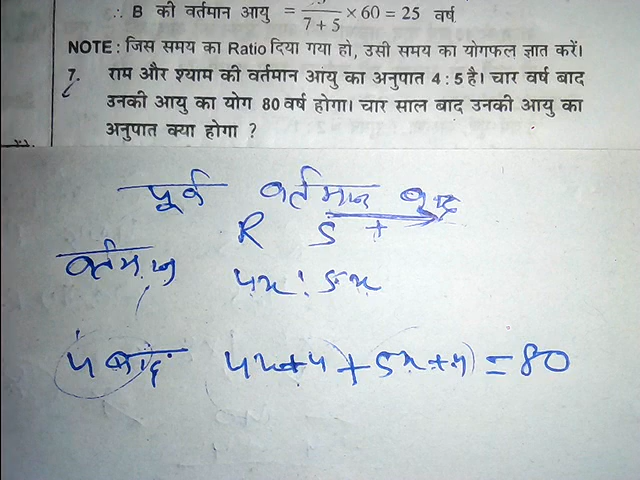 ∴ B की वर्तमान आयु = 7 + 5 × 60 = 25 वर्ष
NOTE : जिस समय का Ratio दिया गया हो, उसी समय का योगफल ज्ञात करें।
7. राम और श्याम की वर्तमान आयु का अनुपात 4 : 5 है। चार वर्ष बाद
उनकी आयु का योग 80 वर्ष होगा। चार साल बाद उनकी आयु का
अनुपात क्या होगा ?
पूर्व वर्तमान बाद
R S +
वर्तमान 4x : 5x
4 बाद 4x+4+5x+4) = 80